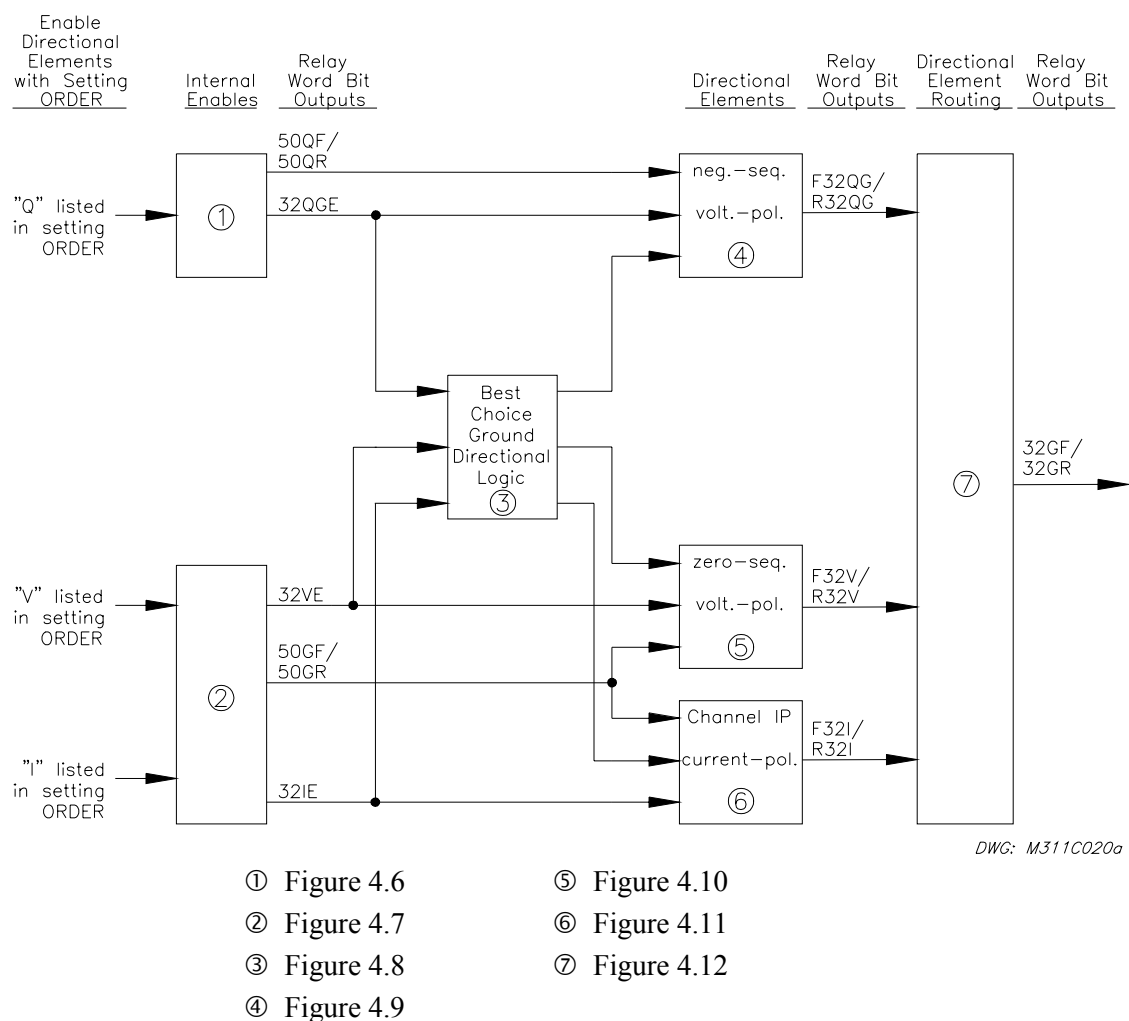 Enable
Directional
Elements
with Setting
ORDER
Internal
Enables
Relay
Word Bit
Outputs
Directional
Elements
Relay
Word Bit
Outputs
Directional
Element
Routing
Relay
Word Bit
Outputs
"Q" listed
in setting
ORDER
①
50QF/
50QR
32QGE
neg.-seq.
volt.-pol.
④
F32QG/
R32QG
Best
Choice
Ground
Directional
Logic
③
⑦
32GF/
32GR
"V" listed
in setting
ORDER
"I" listed
in setting
ORDER
②
32VE
50GF/
50GR
32IE
zero-seq.
volt.-pol.
⑤
F32V/
R32V
Channel IP
current-pol.
⑥
F32I/
R32I
DWG: M311C020a
① Figure 4.6
② Figure 4.7
③ Figure 4.8
④ Figure 4.9
⑤ Figure 4.10
⑥ Figure 4.11
⑦ Figure 4.12